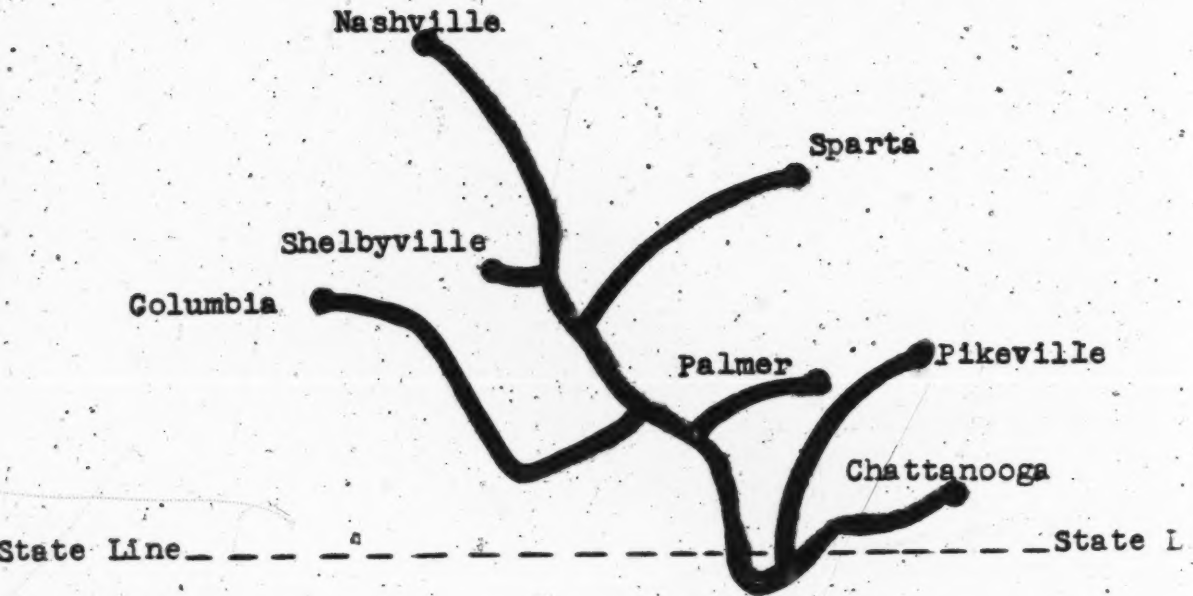 Nashville
Sparta
Shelbyville
Columbia
Palmer
Pikeville
Chattanooga
State Line
State L